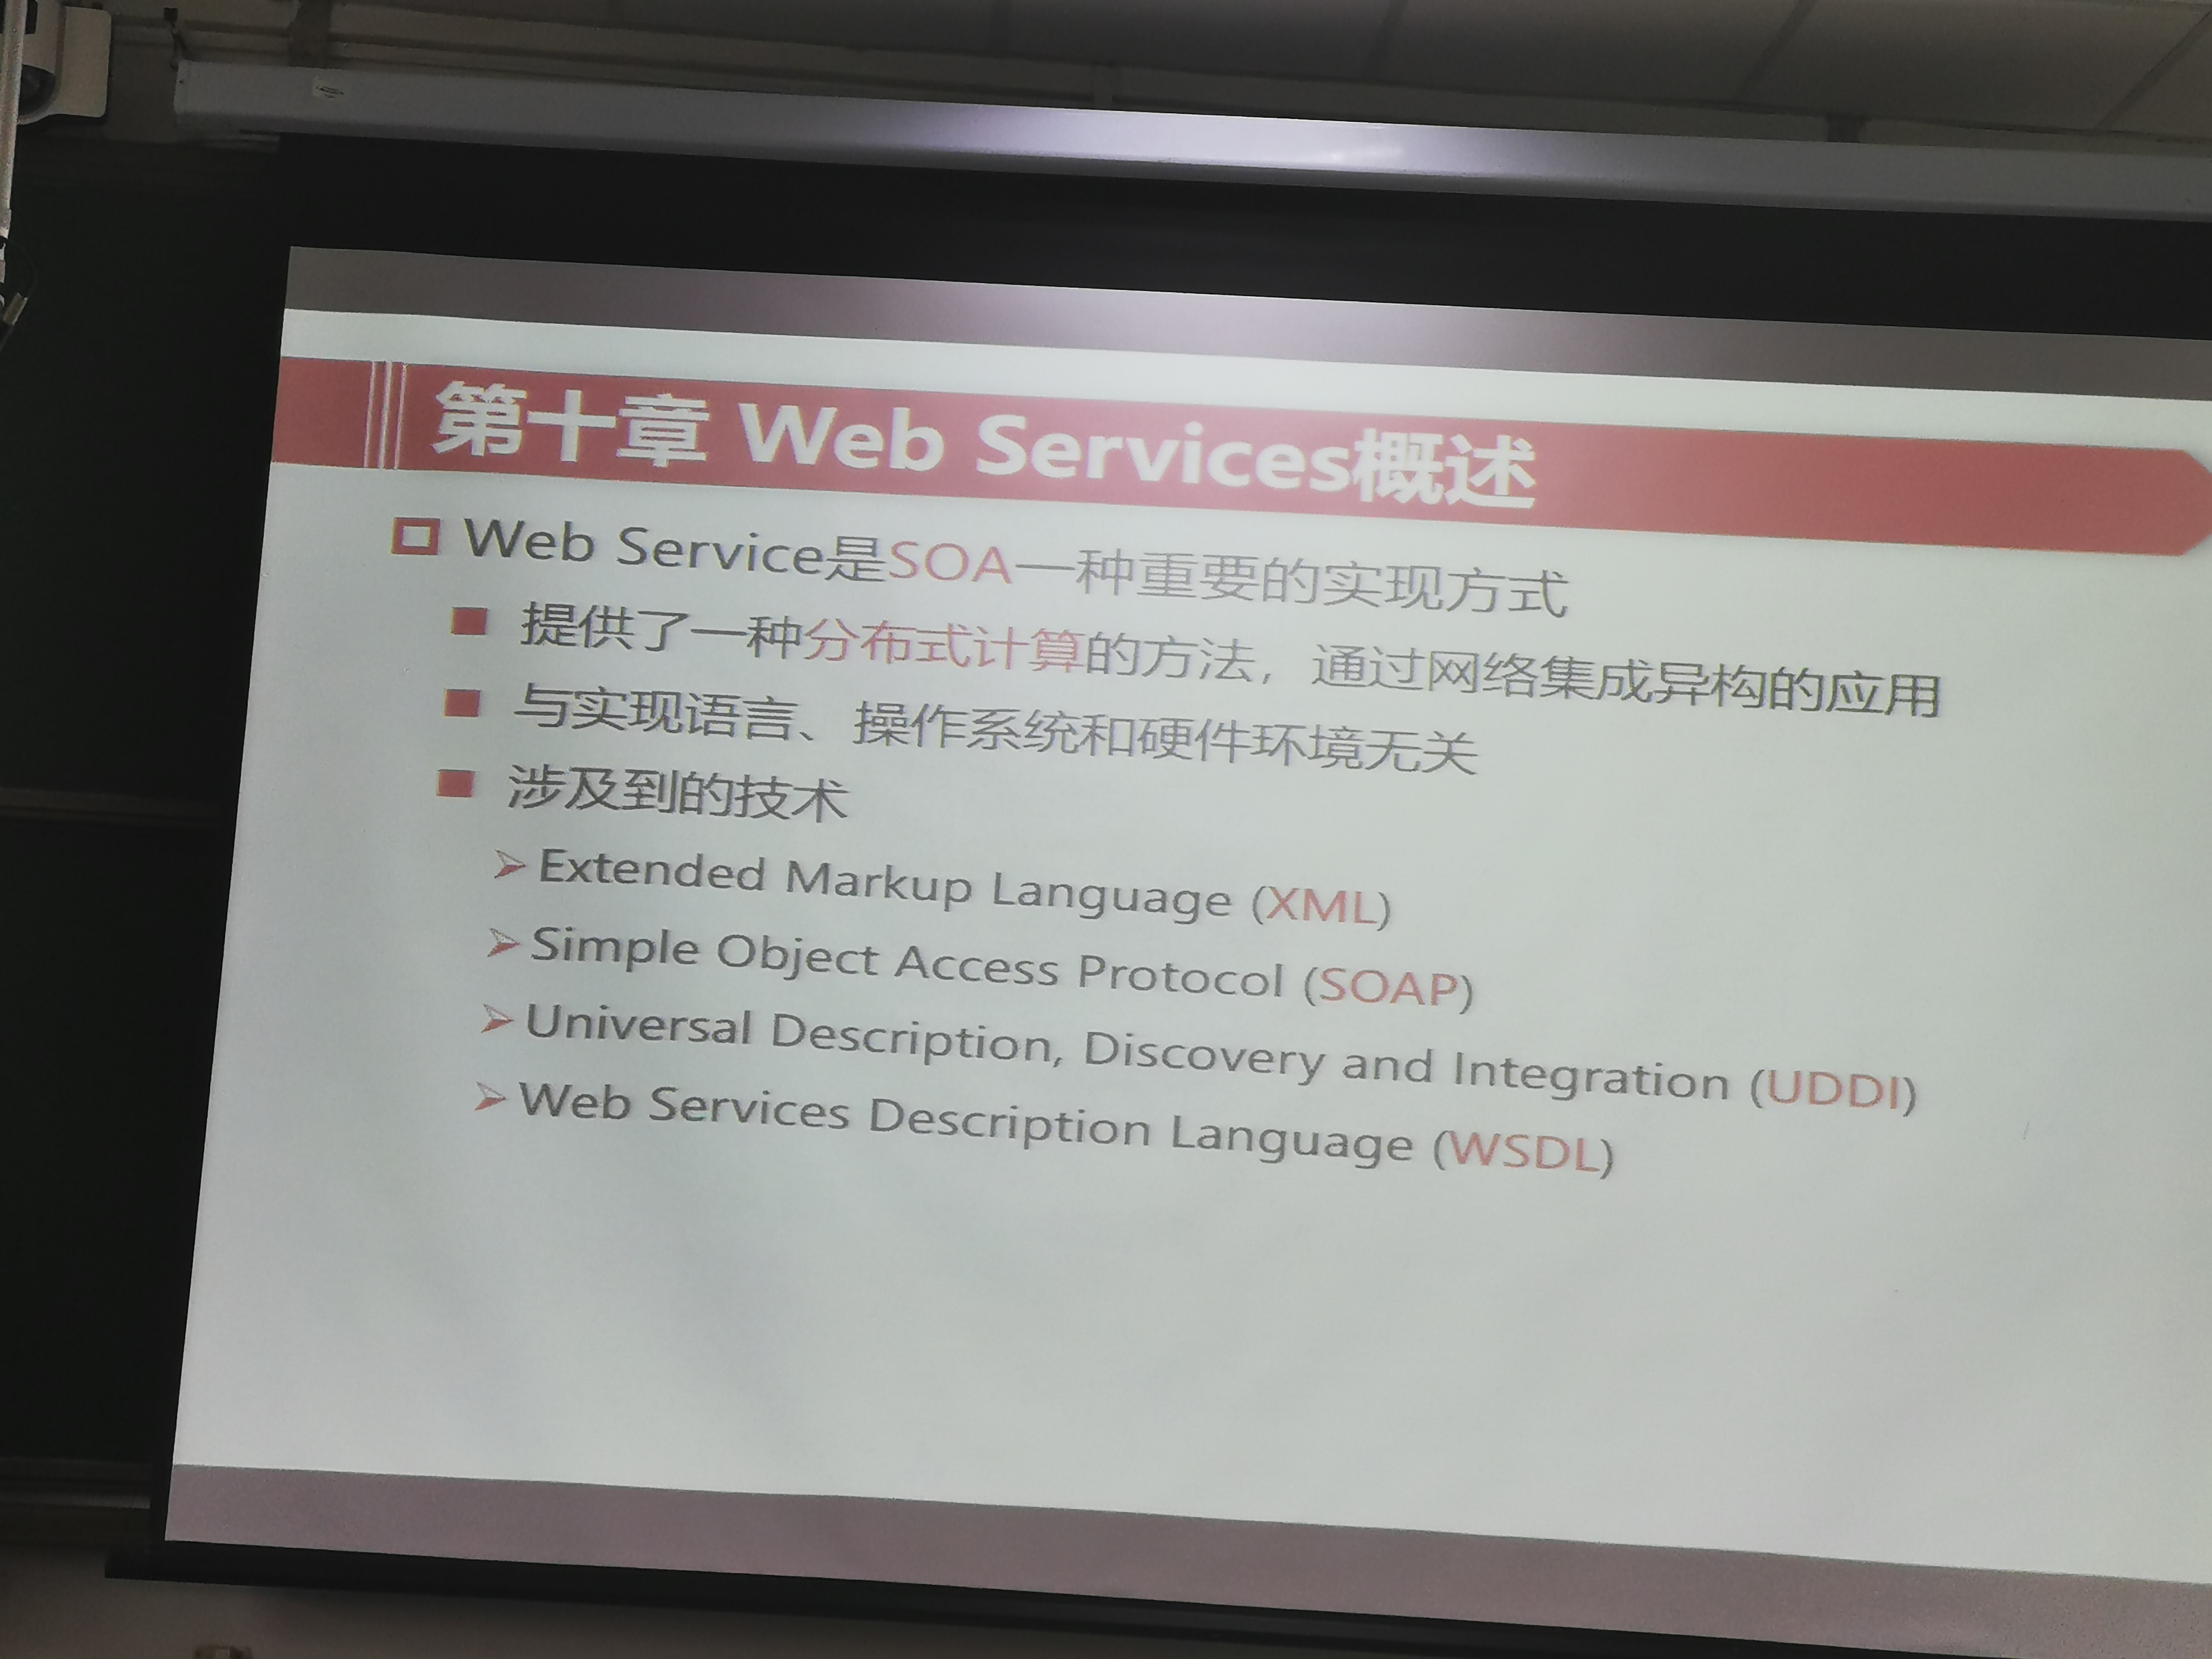 第十章 Web Services概述
Web Service是SOA一种重要的实现方式
提供了一种分布式计算的方法，通过网络集成异构的应用
与实现语言、操作系统和硬件环境无关
涉及到的技术
Extended Markup Language (XML)
Simple Object Access Protocol (SOAP)
Universal Description, Discovery and Integration (UDDI)
Web Services Description Language (WSDL)